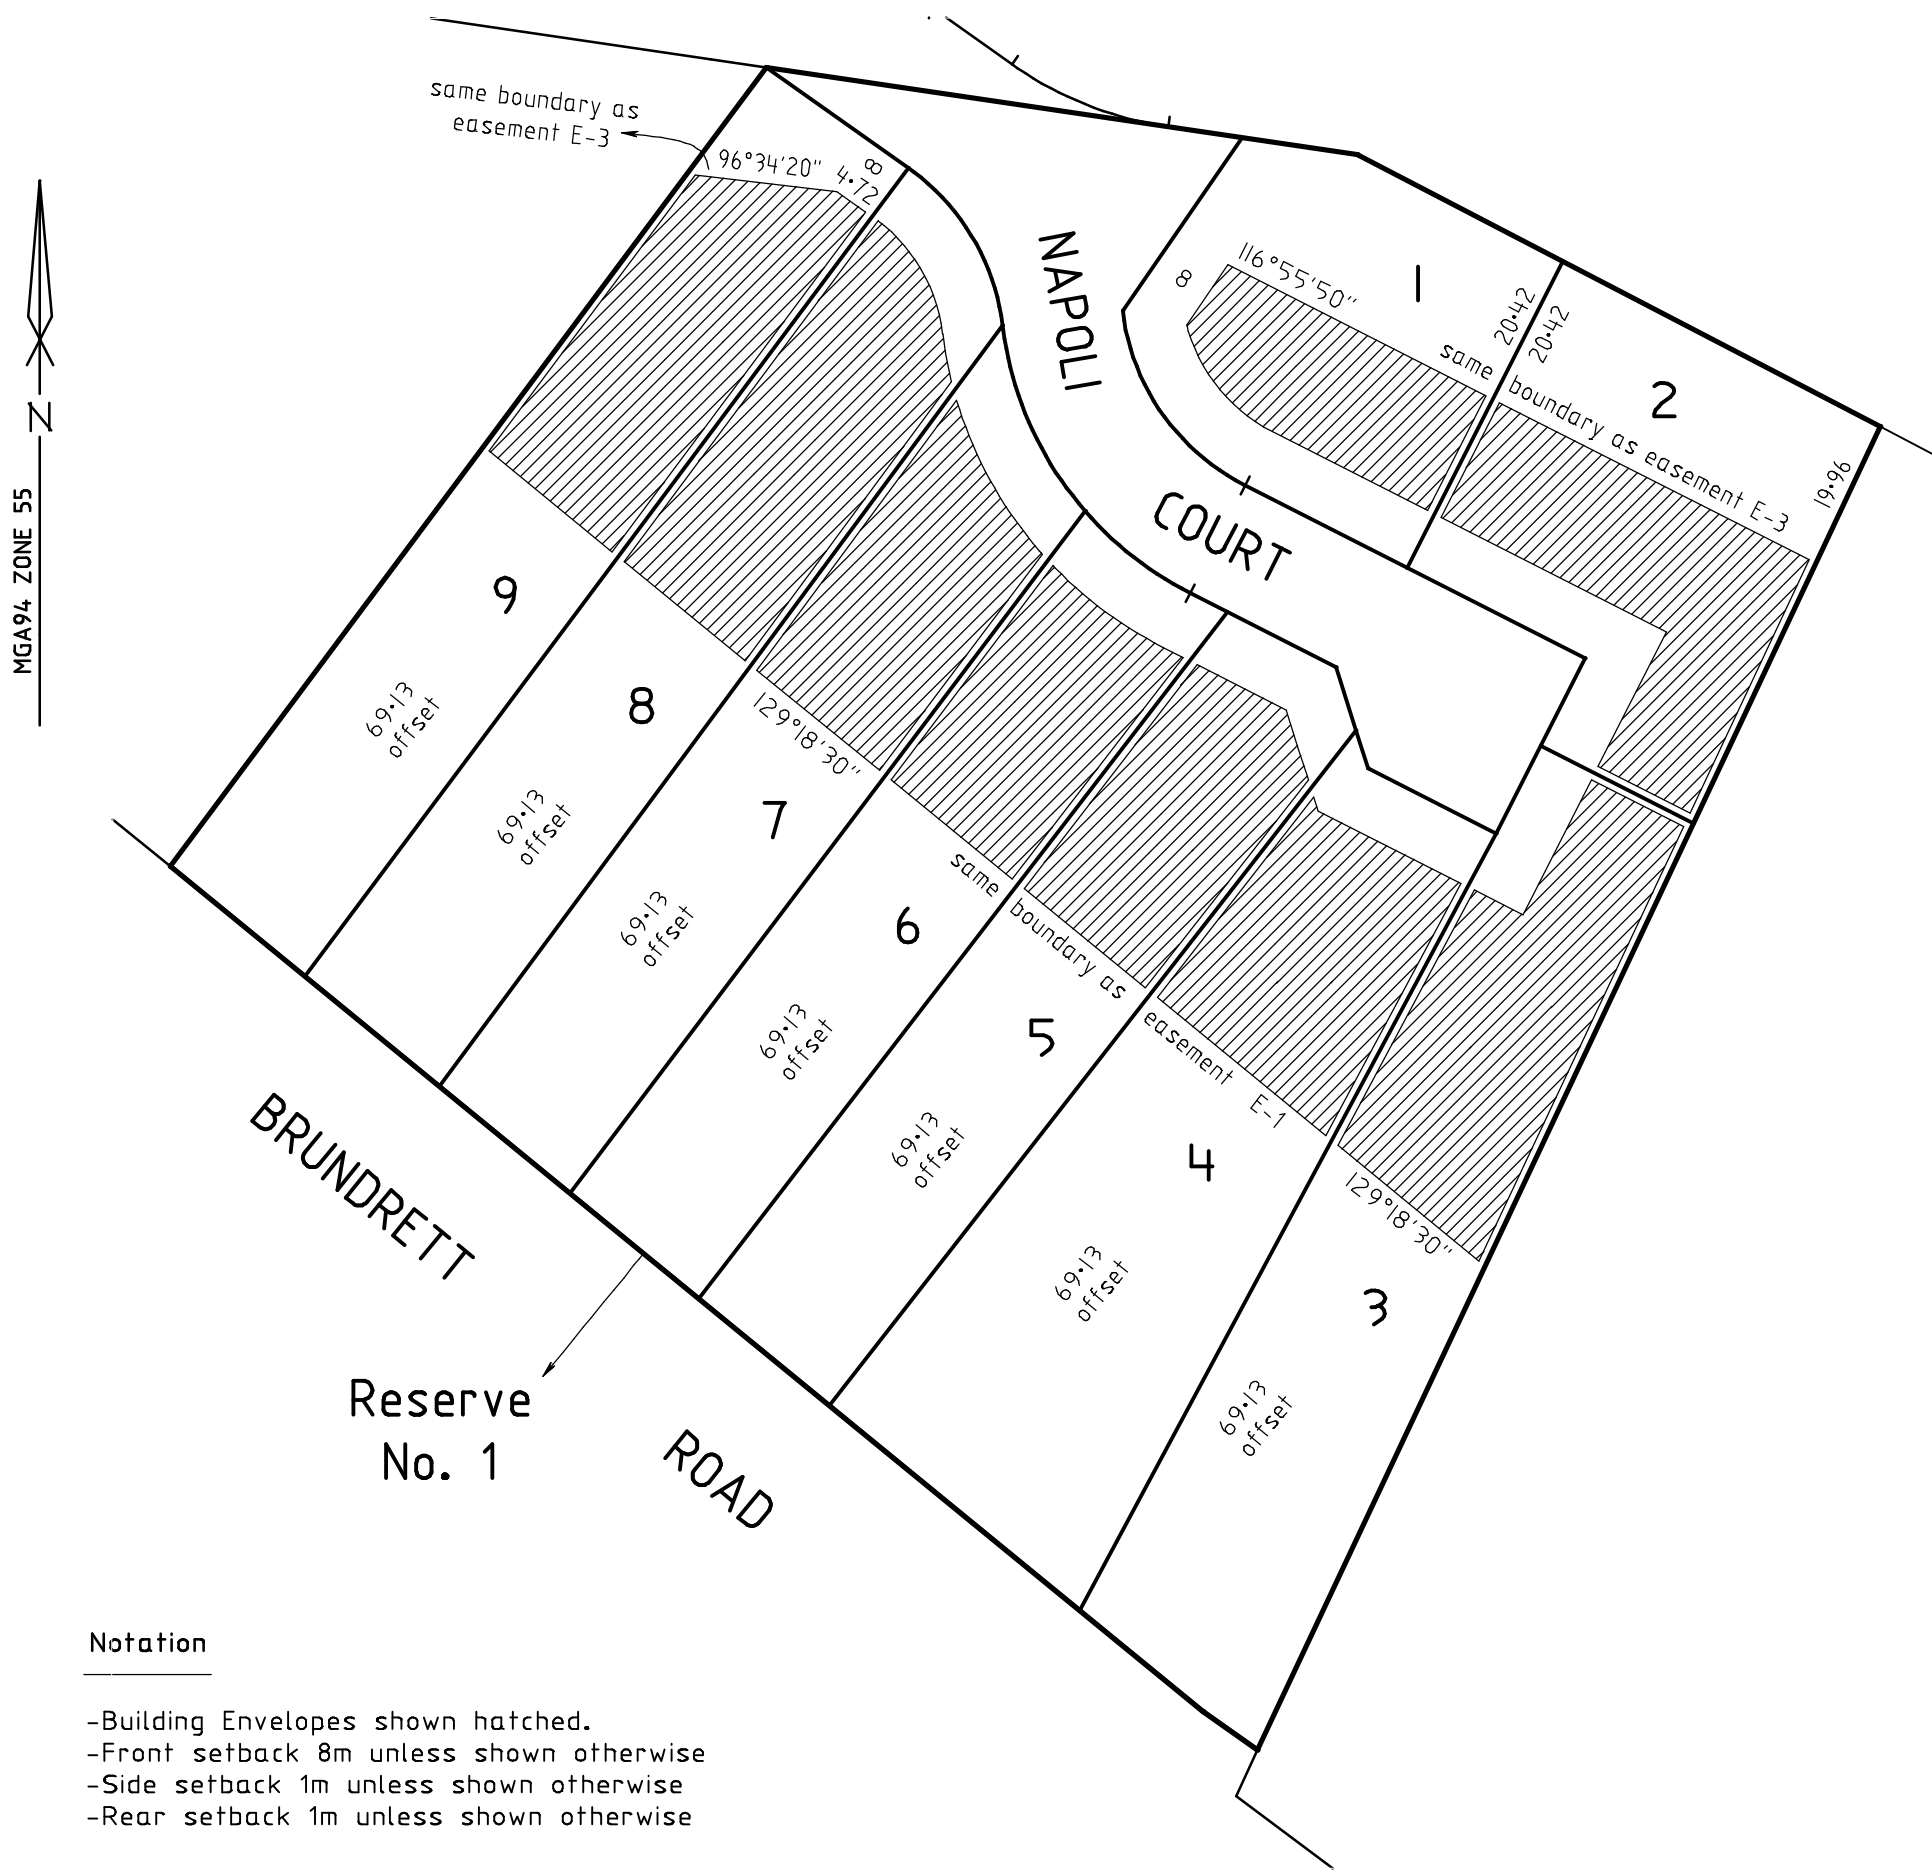 same boundary as
easement E-3
96°34'20"
8
4·72
NAPOLI
COURT
8
116°55'50"
1
20·42
20·42
same
boundary as easement E-3
2
19·96
N
MGA94 ZONE 55
9
8
7
6
5
4
3
69·13
offset
69·13
offset
69·13
offset
69·13
offset
69·13
offset
69·13
offset
69·13
offset
129°18'30"
same
boundary as
easement E-1
129°18'30"
BRUNDRETT
ROAD
Reserve
No. 1
Notation
-Building Envelopes shown hatched.
-Front setback 8m unless shown otherwise
-Side setback 1m unless shown otherwise
-Rear setback 1m unless shown otherwise